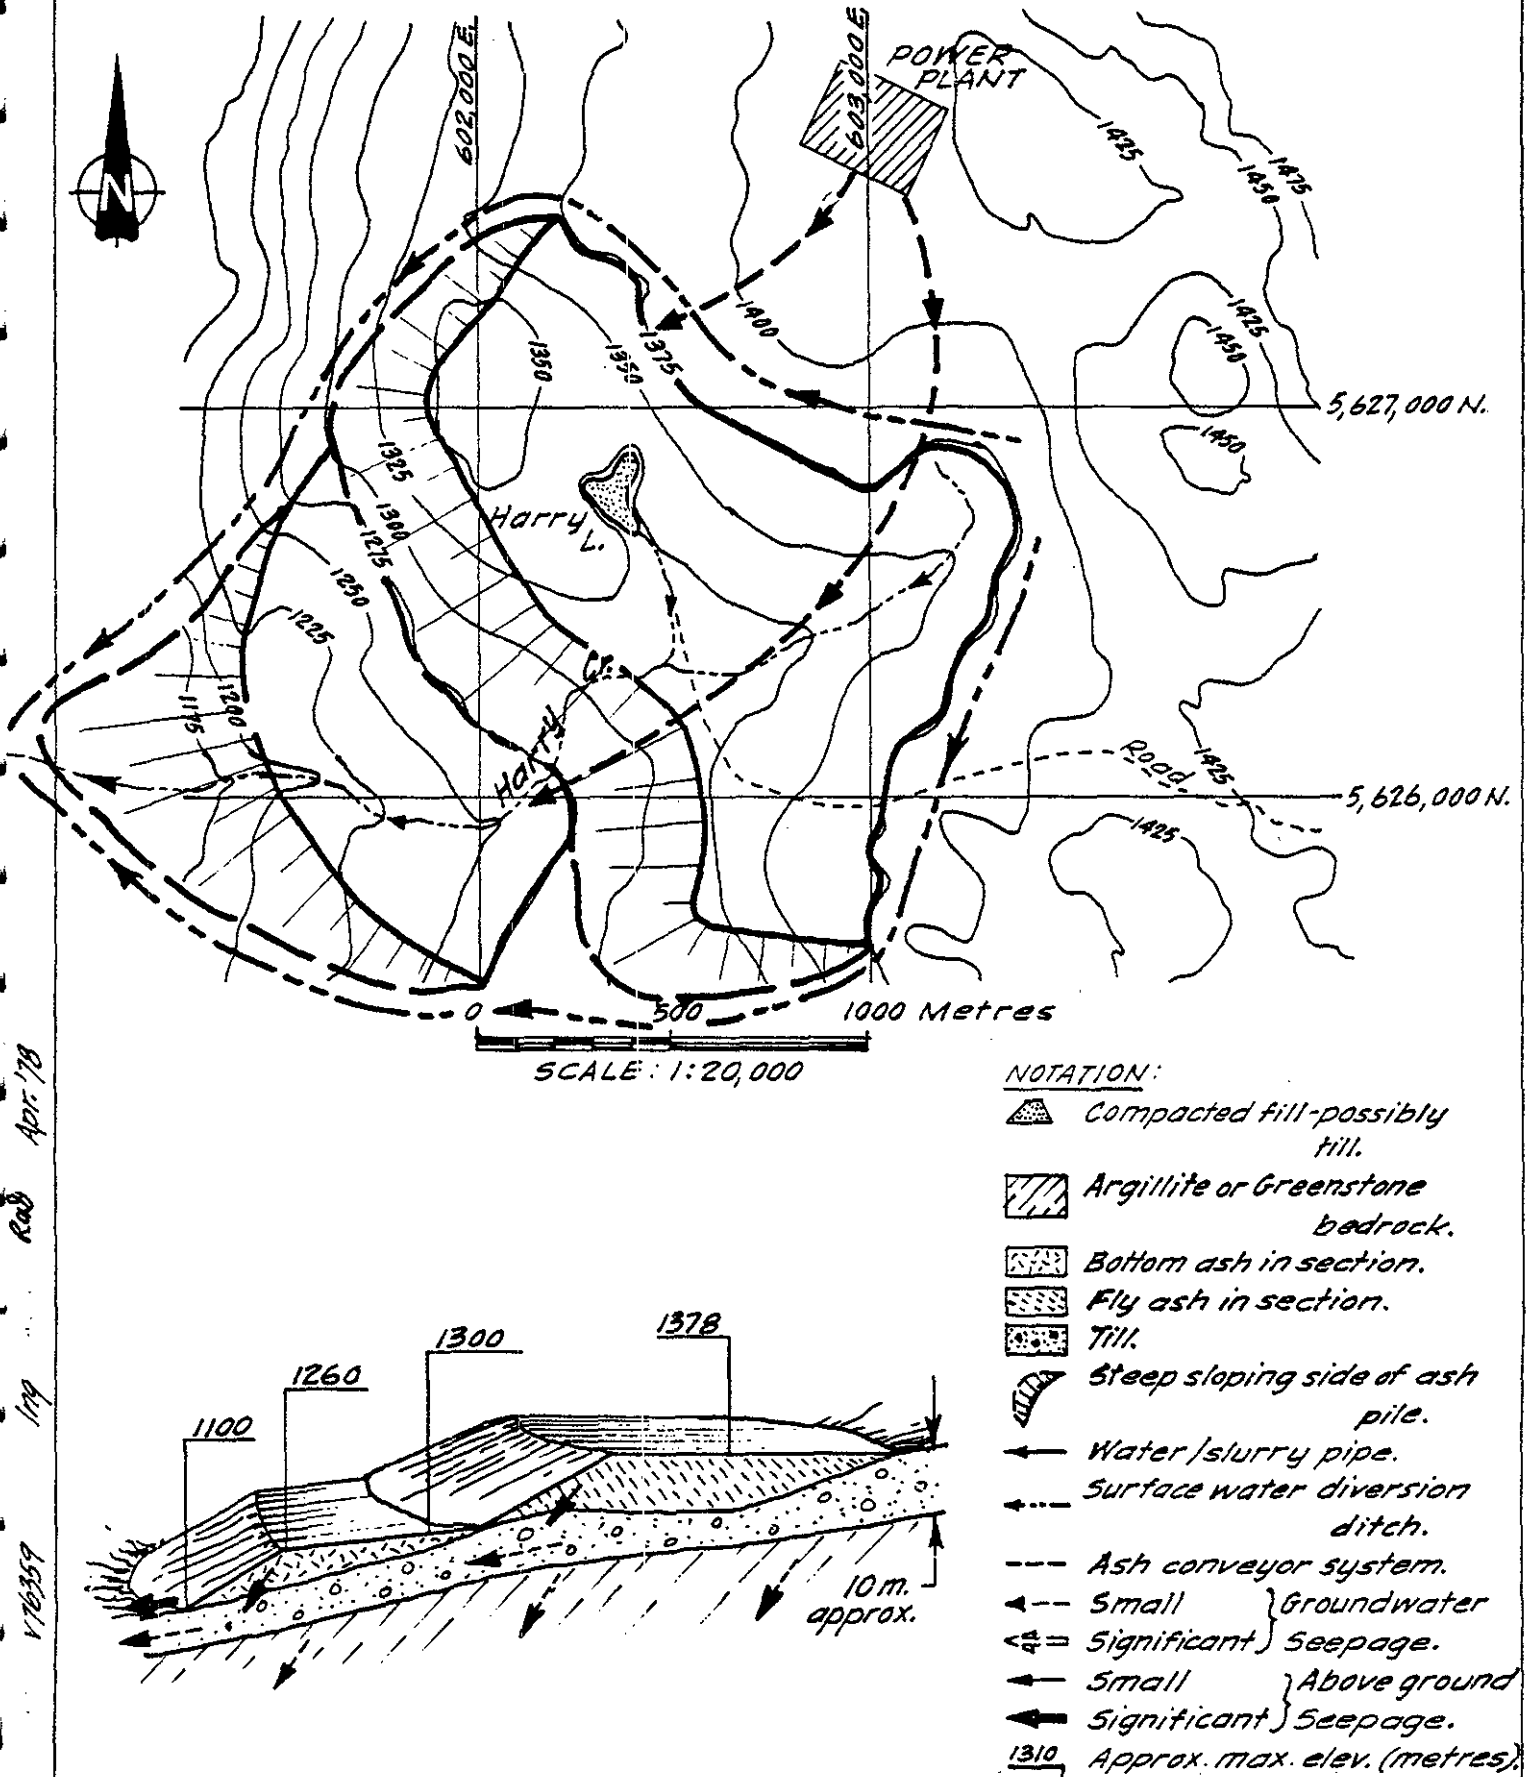 602,000 E.
603,000 E.
POWER
PLANT
N
1425
1475
1450
1400
1425
1450
1375
1350
1350
5,627,000 N.
1450
1325
1300
1275
Harry
L.
1250
1225
Cr.
Harry
1200
1175
Road
1425
5,626,000 N.
1425
0
500
1000 Metres
SCALE : 1:20,000
NOTATION:
Compacted fill-possibly
till.
Argillite or Greenstone
bedrock.
Bottom ash in section.
Fly ash in section.
Till.
Steep sloping side of ash
pile.
Water/slurry pipe.
Surface water diversion
ditch.
Ash conveyor system.
Small
Significant
Groundwater
Seepage.
Small
Significant
Above ground
Seepage.
1310
Approx. max. elev. (metres).
1378
1300
1260
1100
10 m.
approx.
Apr. '78
V76359